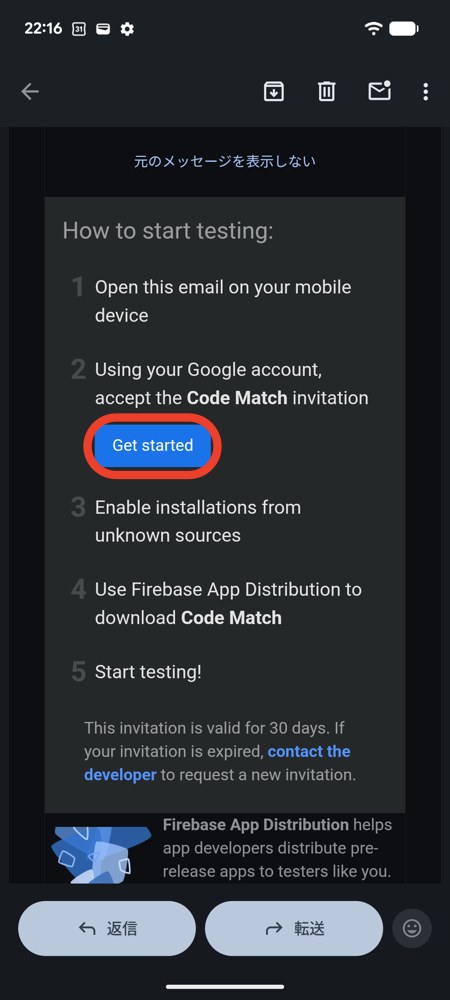 22:16
31
元のメッセージを表示しない
How to start testing:
1 Open this email on your mobile
device
2 Using your Google account,
accept the Code Match invitation
Get started
3 Enable installations from
unknown sources
4 Use Firebase App Distribution to
download Code Match
5 Start testing!
This invitation is valid for 30 days. If
your invitation is expired, contact the
developer to request a new invitation.
Firebase App Distribution helps
app developers distribute pre-
release apps to testers like you.
返信
転送